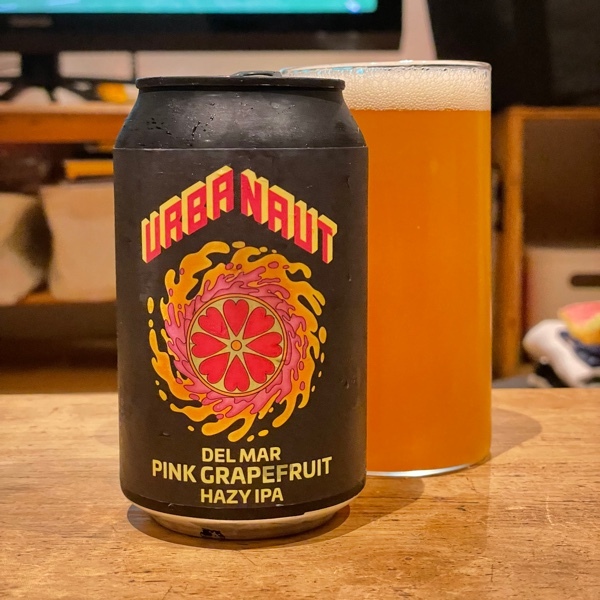 URBANAUT
DEL MAR
PINK GRAPEFRUIT
HAZY IPA